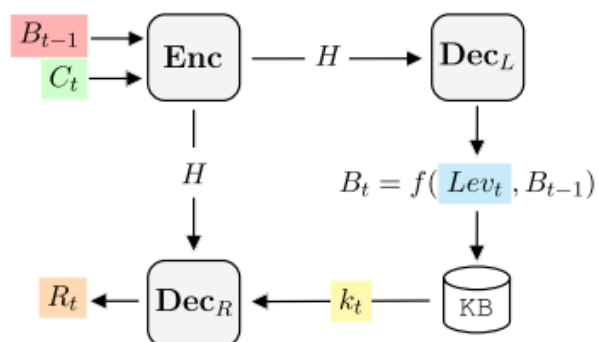 B_{t-1}
C_t
Enc
H
Dec_L
H
B_t = f( Lev_t , B_{t-1})
R_t
Dec_R
k_t
KB